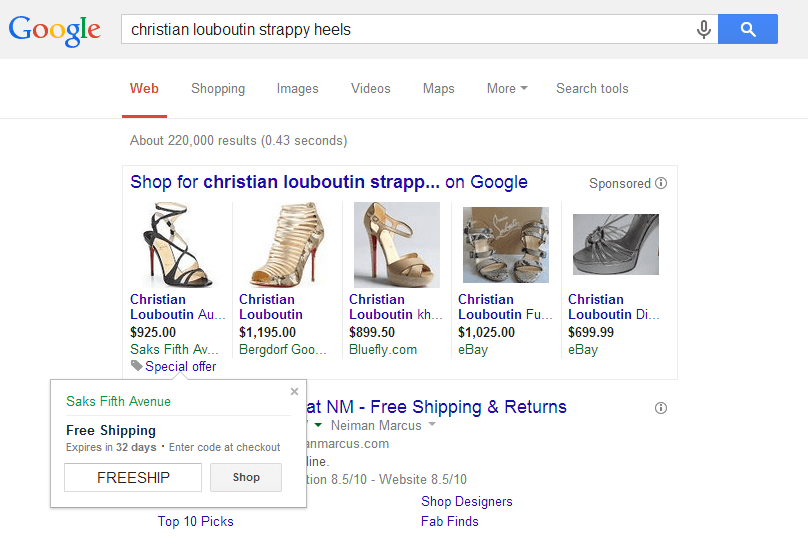 Google
christian louboutin strappy heels
Web Shopping Images Videos Maps More Search tools
About 220,000 results (0.43 seconds)
Shop for christian louboutin strapp... on Google Sponsored
Christian Louboutin Au...
$925.00
Saks Fifth Av...
Special offer
Christian Louboutin
$1,195.00
Bergdorf Goo...
Christian Louboutin kh...
$899.50
Bluefly.com
Christian Louboutin Fu...
$1,025.00
eBay
Christian Louboutin Di...
$699.99
eBay
Saks Fifth Avenue
Free Shipping
Expires in 32 days · Enter code at checkout
FREESHIP Shop
at NM - Free Shipping & Returns
Neiman Marcus
anmarcus.com
line.
tion 8.5/10 - Website 8.5/10
Shop Designers
Top 10 Picks Fab Finds